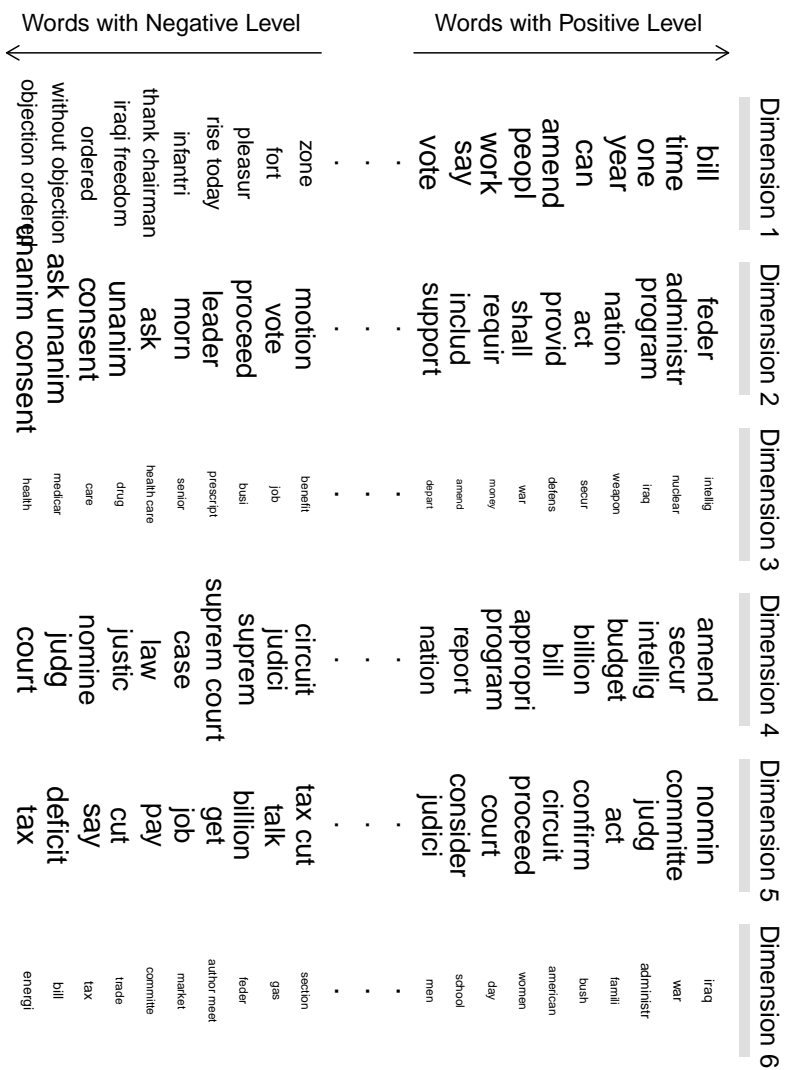 Words with Negative Level
Words with Positive Level
Dimension 1 Dimension 2 Dimension 3 Dimension 4 Dimension 5 Dimension 6
bill feder intellig amend nomin iraq
time administr nuclear secur committe war
one program iraq intellig judg administr
year nation weapon budget act famili
can act secur billion confirm bush
amend provid defens bill circuit american
peopl shall war appropri proceed women
work requir money program court day
say includ amend report consider school
vote support depart nation judici men
. . . . . .
. . . . . .
. . . . . .
zone motion benefit circuit tax cut section
fort vote job judici talk gas
pleasur proceed busi suprem billion feder
rise today leader prescript suprem court get author meet
infantri morn senior case job market
thank chairman ask health care law pay committe
iraqi freedom unanim drug justic cut trade
ordered consent care nomine say tax
without objection ask unanim medicar judg deficit bill
objection ordered unanim consent health court tax energi